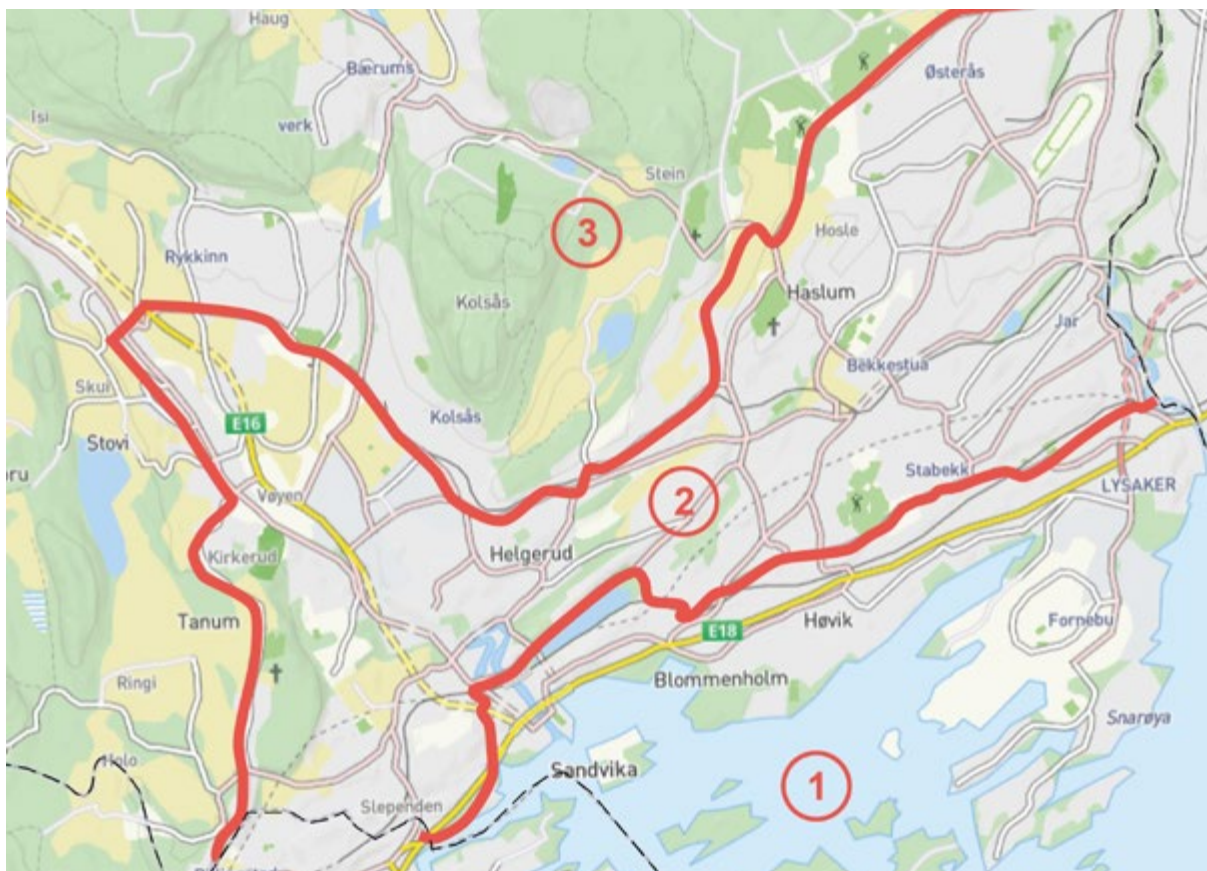 Haug
Bærums
verk
Østerås
Isi
Stein
3
Hosle
Rykkinn
Kolsås
Haslum
Jar
Bekkestua
Skui
Kolsås
E16
Stovi
Stabekk
LYSAKER
Vøyen
2
Helgerud
Kirkerud
Tanum
E18
Høvik
Fornebu
Ringi
Blommenholm
Snarøya
Holo
Sandvika
1
Slependen